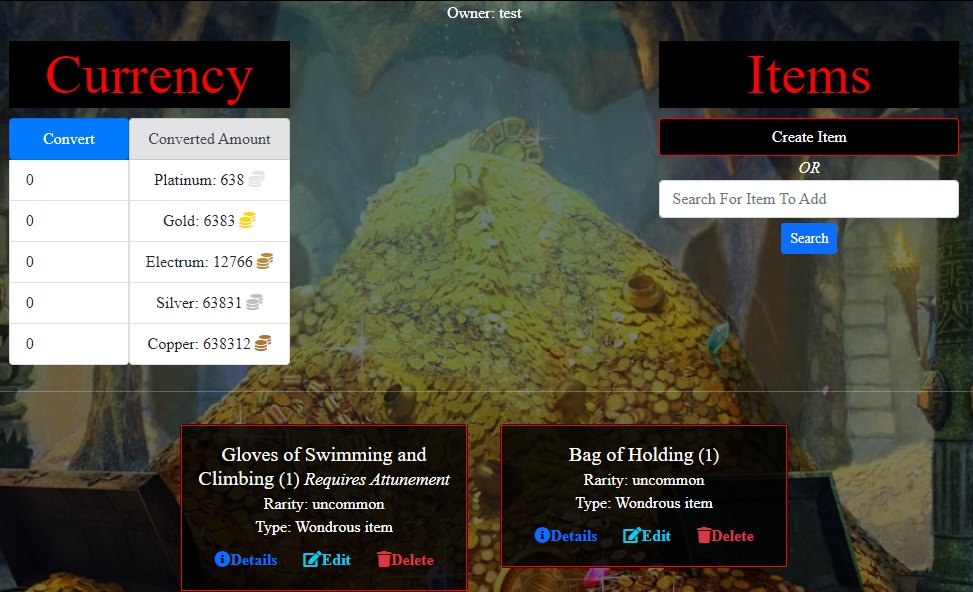 Owner: test
Currency
Convert
Converted Amount
0
Platinum: 638
0
Gold: 6383
0
Electrum: 12766
0
Silver: 63831
0
Copper: 638312
Items
Create Item
OR
Search For Item To Add
Search
Gloves of Swimming and
Climbing (1) Requires Attunement
Rarity: uncommon
Type: Wondrous item
Details Edit Delete
Bag of Holding (1)
Rarity: uncommon
Type: Wondrous item
Details Edit Delete